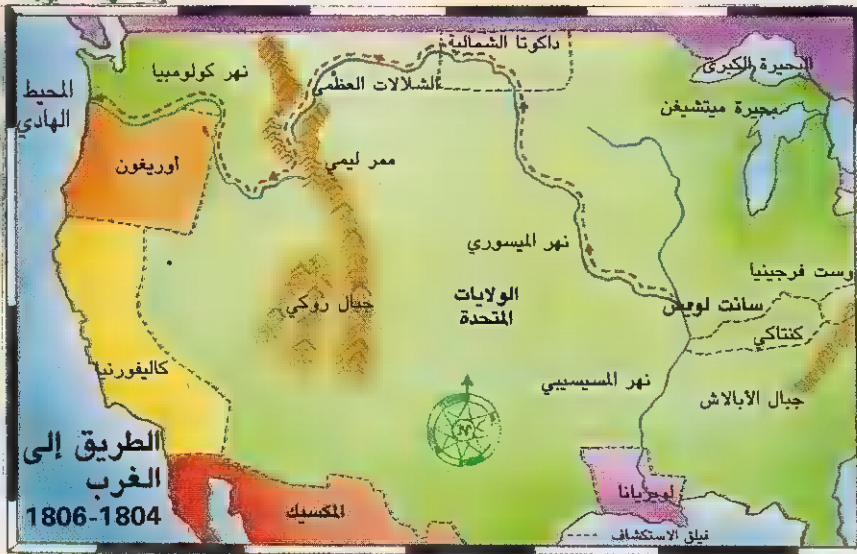 داكوتا الشمالية
البحيرة الكبرى
نهر كولومبيا
الشلالات العظمى
المحيط
الهادي
بحيرة ميتشيغن
ممر ليمي
أوريغون
نهر الميسوري
وست فرجينيا
سانت لويس
الولايات
المتحدة
جبال روكي
كنتاكي
كاليفورنيا
نهر المسيسيبي
جبال الأبالاش
N
الطريق إلى
الغرب
1806-1804
لويزيانا
المكسيك
فيلق الاستكشاف